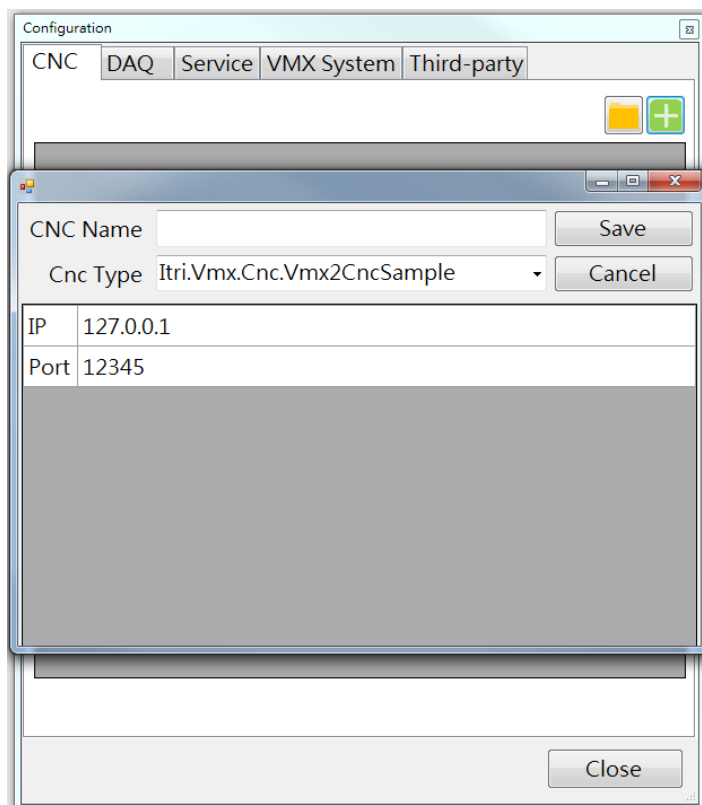 Configuration
CNC DAQ Service VMX System Third-party
CNC Name Save
Cnc Type Itri.Vmx.Cnc.Vmx2CncSample Cancel
IP 127.0.0.1
Port 12345
Close